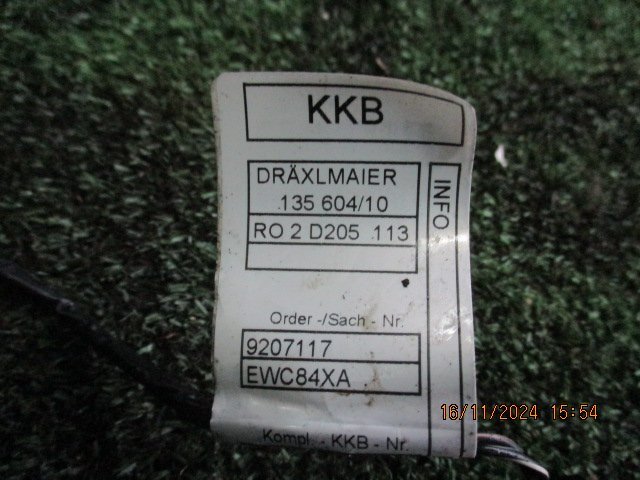 KKB
DRÄXLMAIER
.135 604/10
RO 2 D205 .113
INFO
Order -/Sach - Nr.
9207117
EWC84XA
Kompl. - KKB - Nr.
16/11/2024 15:54